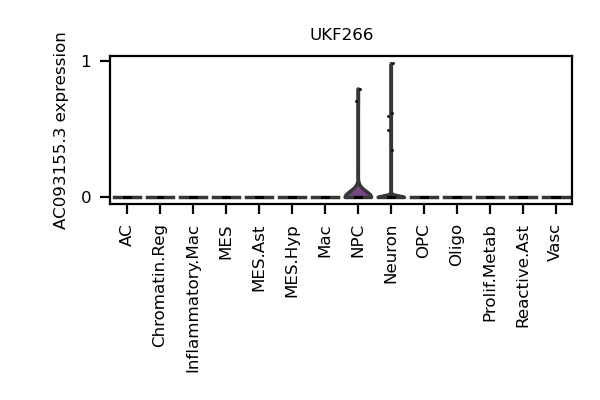 UKF266
AC093155.3 expression
1
0
AC
Chromatin.Reg
Inflammatory.Mac
MES
MES.Ast
MES.Hyp
Mac
NPC
Neuron
OPC
Oligo
Prolif.Metab
Reactive.Ast
Vasc